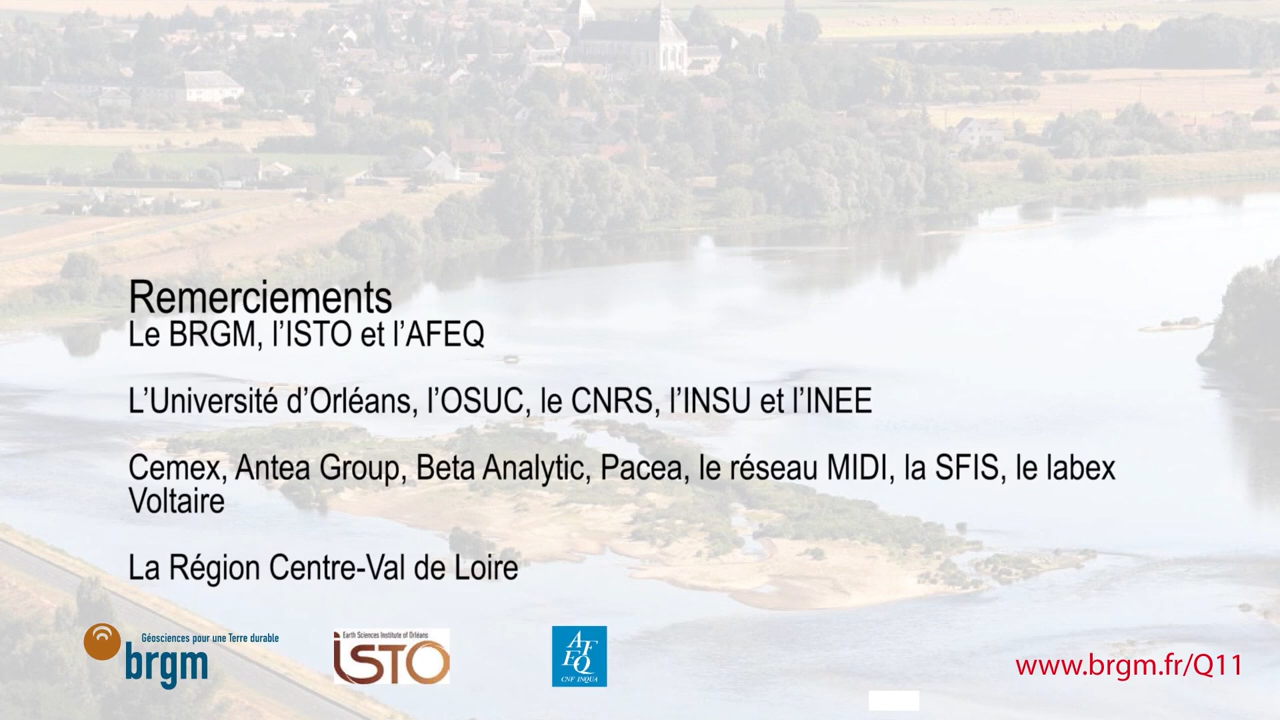 Remerciements
Le BRGM, l’ISTO et l’AFEQ
L’Université d’Orléans, l’OSUC, le CNRS, l’INSU et l’INEE
Cemex, Antea Group, Beta Analytic, Pacea, le réseau MIDI, la SFIS, le labex
Voltaire
La Région Centre-Val de Loire
Géosciences pour une Terre durable
brgm
Earth Sciences Institute of Orléans
iSTO
AFEQ
CNF INQUA
www.brgm.fr/Q11